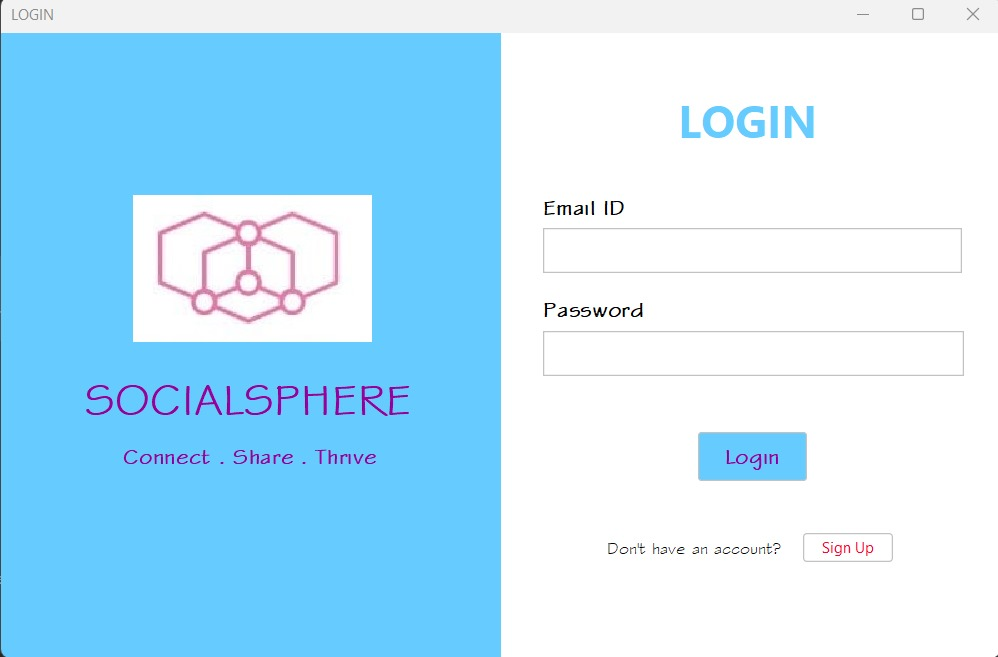 LOGIN
SOCIALSPHERE
Connect . Share . Thrive
LOGIN
Email ID
Password
Login
Don't have an account? Sign Up